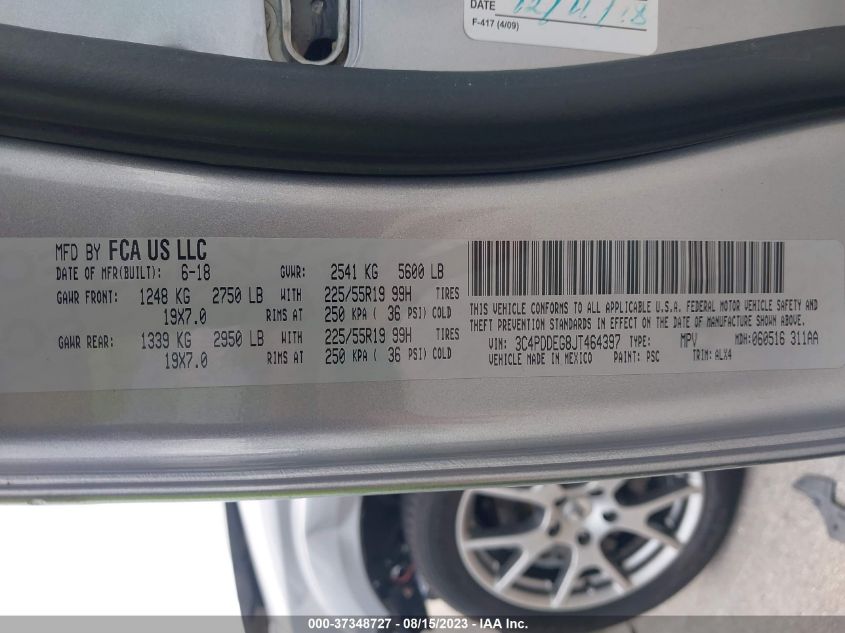 DATE 12/11/18
F-417 (4/09)
MFD BY FCA US LLC
DATE OF MFR(BUILT): 6-18 GVWR: 2541 KG 5600 LB
GAWR FRONT: 1248 KG 2750 LB WITH 225/55R19 99H TIRES
19X7.0 RIMS AT 250 KPA ( 36 PSI) COLD
GAWR REAR: 1339 KG 2950 LB WITH 225/55R19 99H TIRES
19X7.0 RIMS AT 250 KPA ( 36 PSI) COLD
THIS VEHICLE CONFORMS TO ALL APPLICABLE U.S.A. FEDERAL MOTOR VEHICLE SAFETY AND
THEFT PREVENTION STANDARDS IN EFFECT ON THE DATE OF MANUFACTURE SHOWN ABOVE.
VIN: 3C4PDDEG8JT464397 TYPE: MPV MDH:060516 311AA
VEHICLE MADE IN MEXICO PAINT: PSC TRIM: ALX4
000-37348727 - 08/15/2023 - IAA Inc.